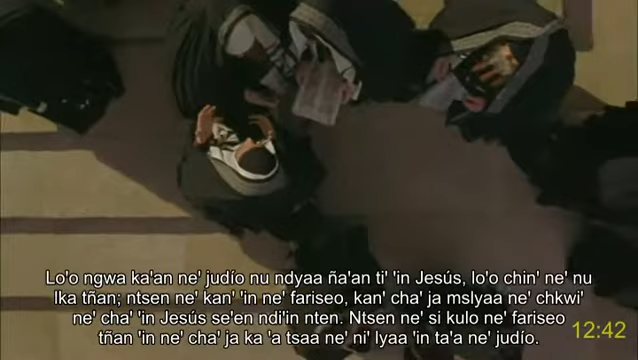 Lo'o ngwa ka'an ne' judío nu ndyaa ña'an ti' 'in Jesús, lo'o chin' ne' nu
lka tñan; ntsen ne' kan' 'in ne' fariseo, kan' cha' ja mslyaa ne' chkwi'
ne' cha' 'in Jesús se'en ndi'in nten. Ntsen ne' si kulo ne' fariseo
tñan 'in ne' cha' ja ka 'a tsaa ne' ni' lyaa 'in ta'a ne' judío.
12:42